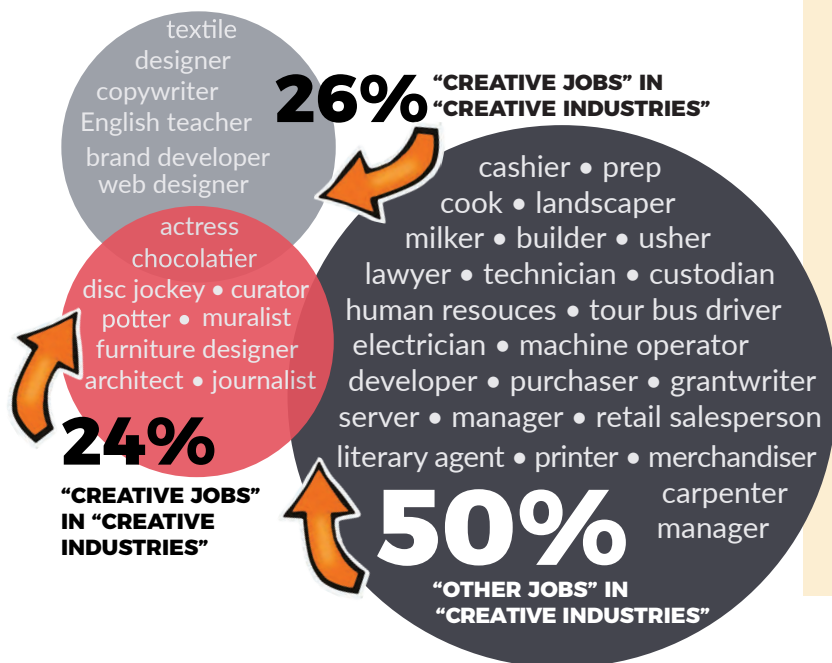 textile
designer
copywriter
English teacher
brand developer
web designer
26%
“CREATIVE JOBS” IN
“CREATIVE INDUSTRIES”
actress
chocolatier
disc jockey • curator
potter • muralist
furniture designer
architect • journalist
24%
“CREATIVE JOBS”
IN “CREATIVE
INDUSTRIES”
cashier • prep
cook • landscaper
milker • builder • usher
lawyer • technician • custodian
human resouces • tour bus driver
electrician • machine operator
developer • purchaser • grantwriter
server • manager • retail salesperson
literary agent • printer • merchandiser
carpenter
manager
50%
“OTHER JOBS” IN
“CREATIVE INDUSTRIES”